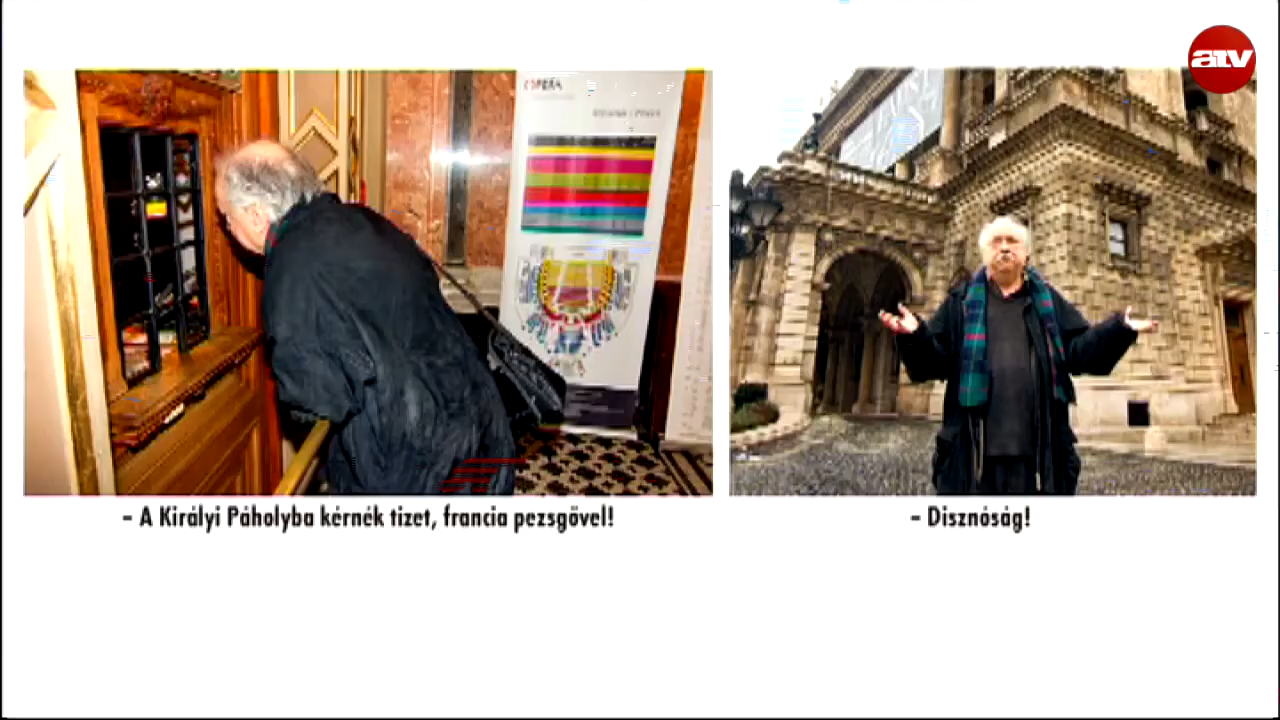 atv
OPERA
– A Királyi Páholyba kérnék tizet, francia pezsgővel!
– Disznóság!